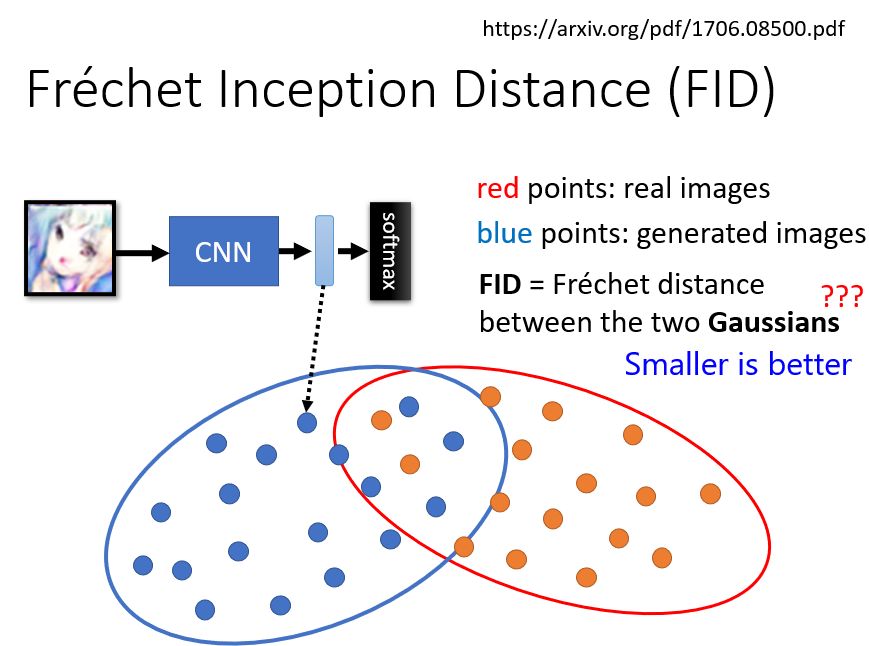 https://arxiv.org/pdf/1706.08500.pdf
Fréchet Inception Distance (FID)
CNN
softmax
red points: real images
blue points: generated images
FID = Fréchet distance
???
between the two Gaussians
Smaller is better